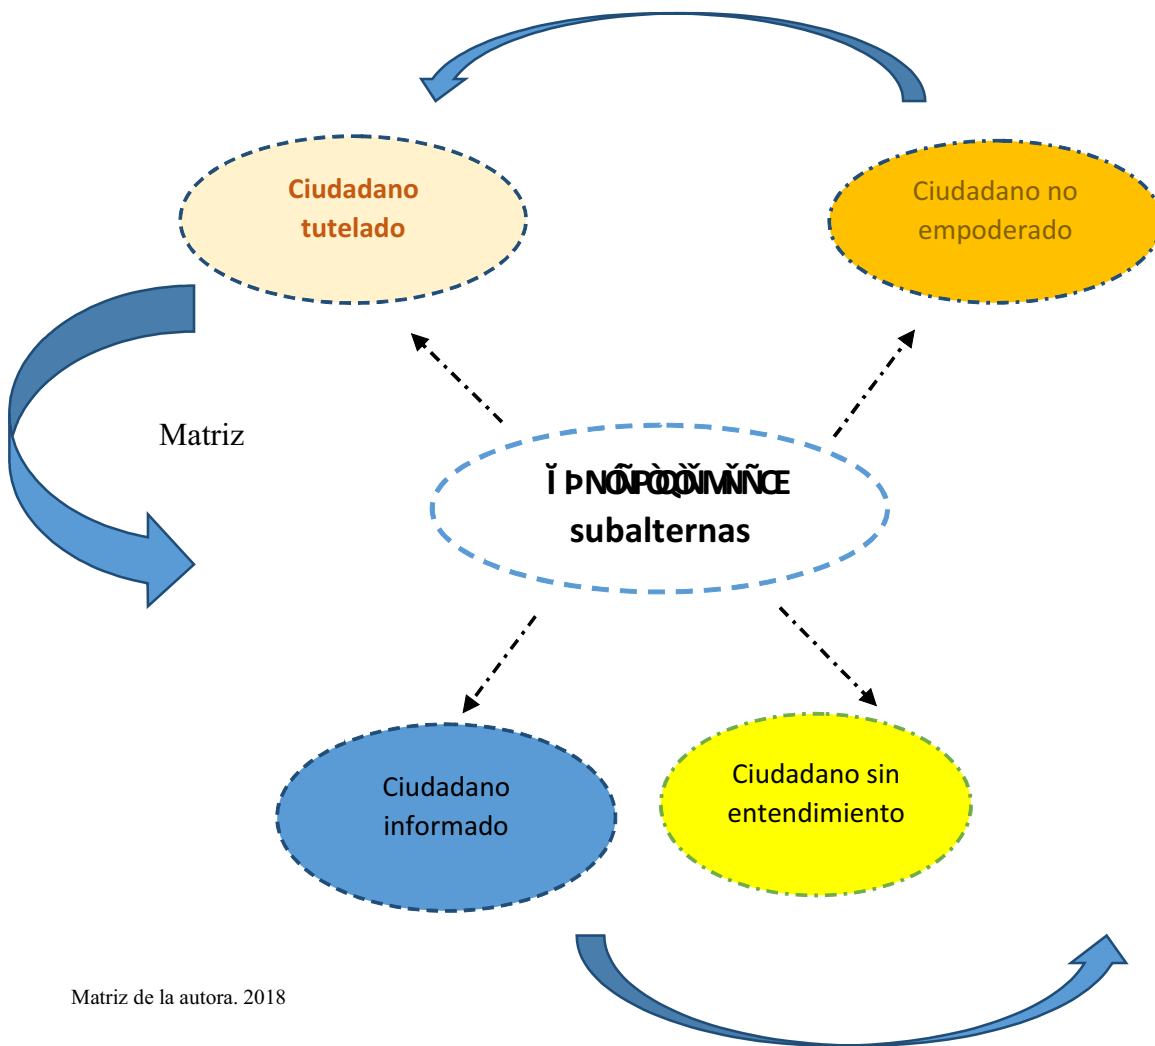 Ciudadano
tutelado
Ciudadano no
empoderado
Matriz
subalternas
Ciudadano
informado
Ciudadano sin
entendimiento
Matriz de la autora. 2018